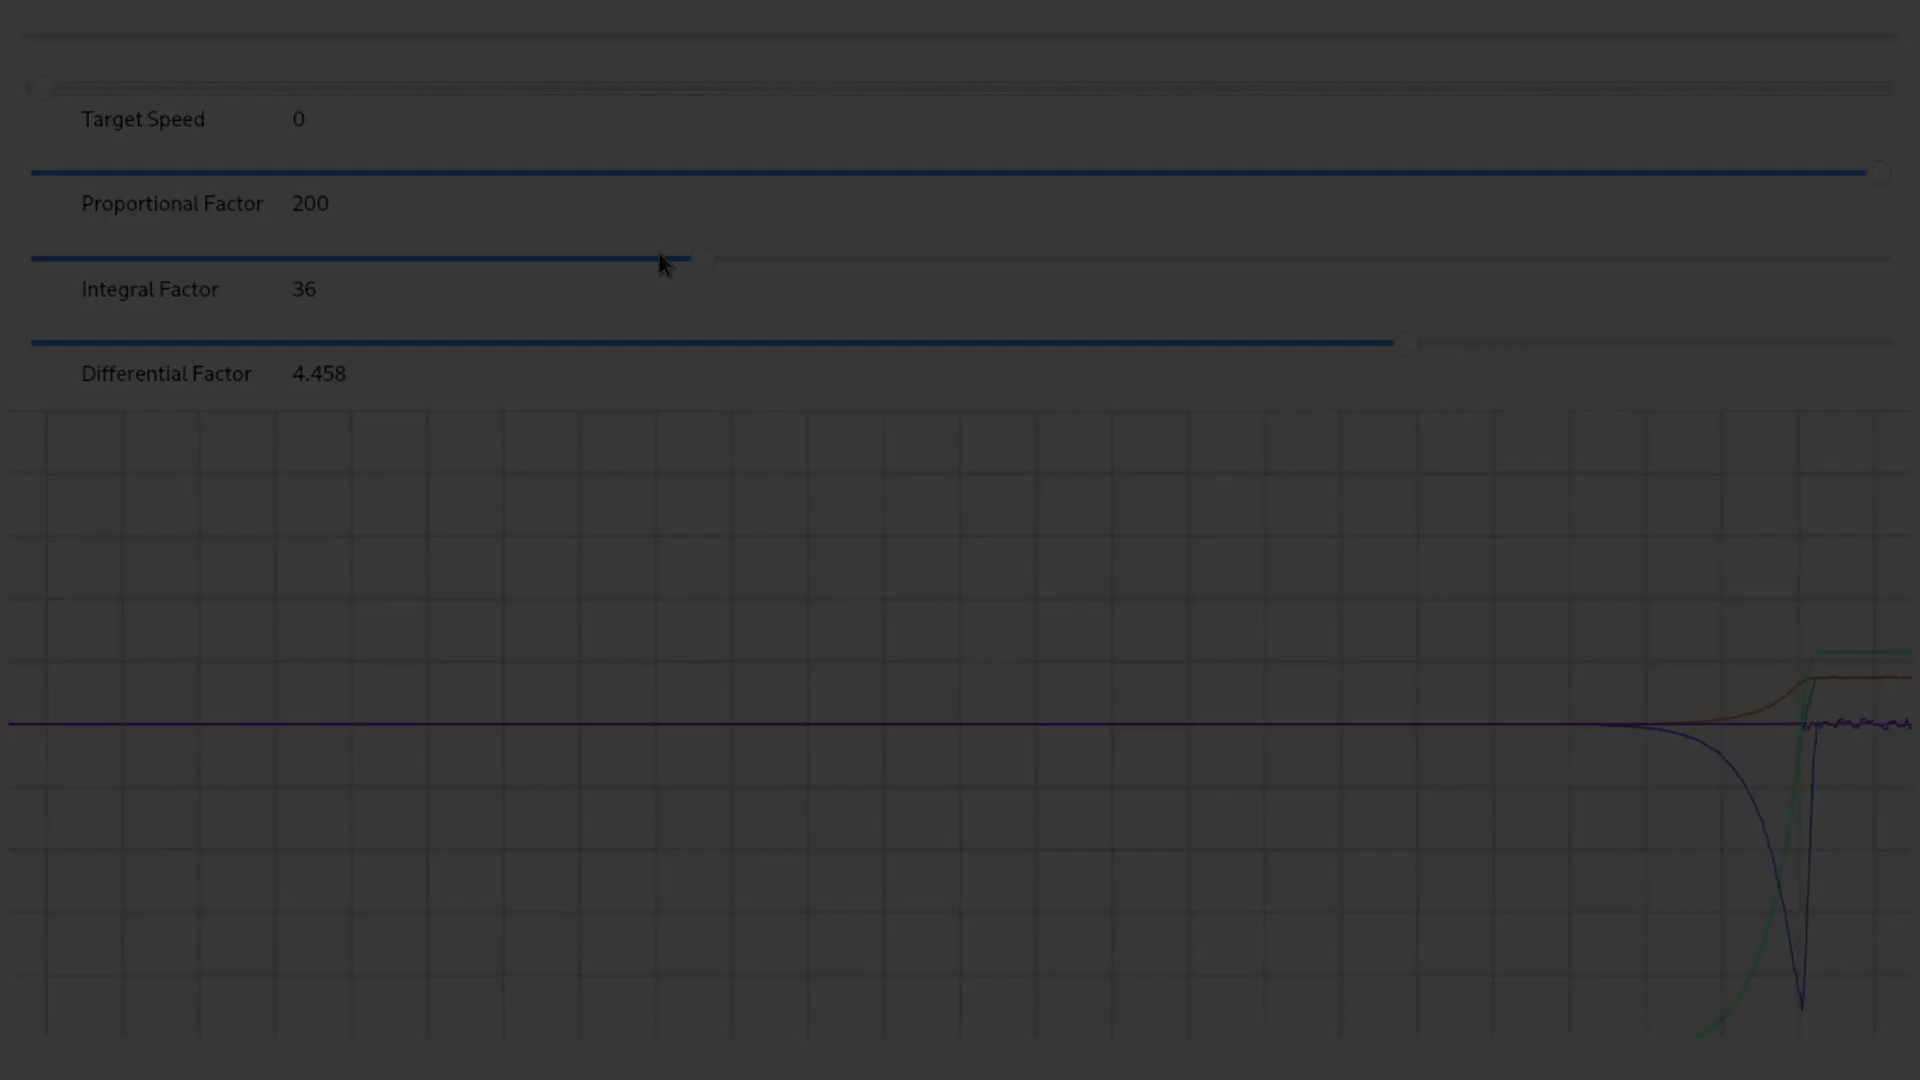 Target Speed 0
Proportional Factor 200
Integral Factor 36
Differential Factor 4.458